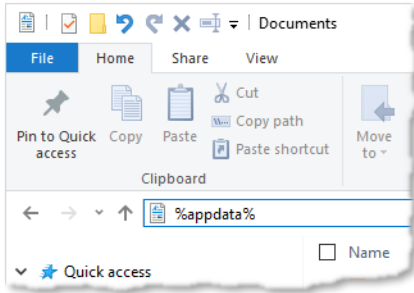 Documents
File Home Share View
Pin to Quick access
Copy
Paste
Cut
Copy path
Paste shortcut
Move to
Clipboard
%appdata%
Name
Quick access